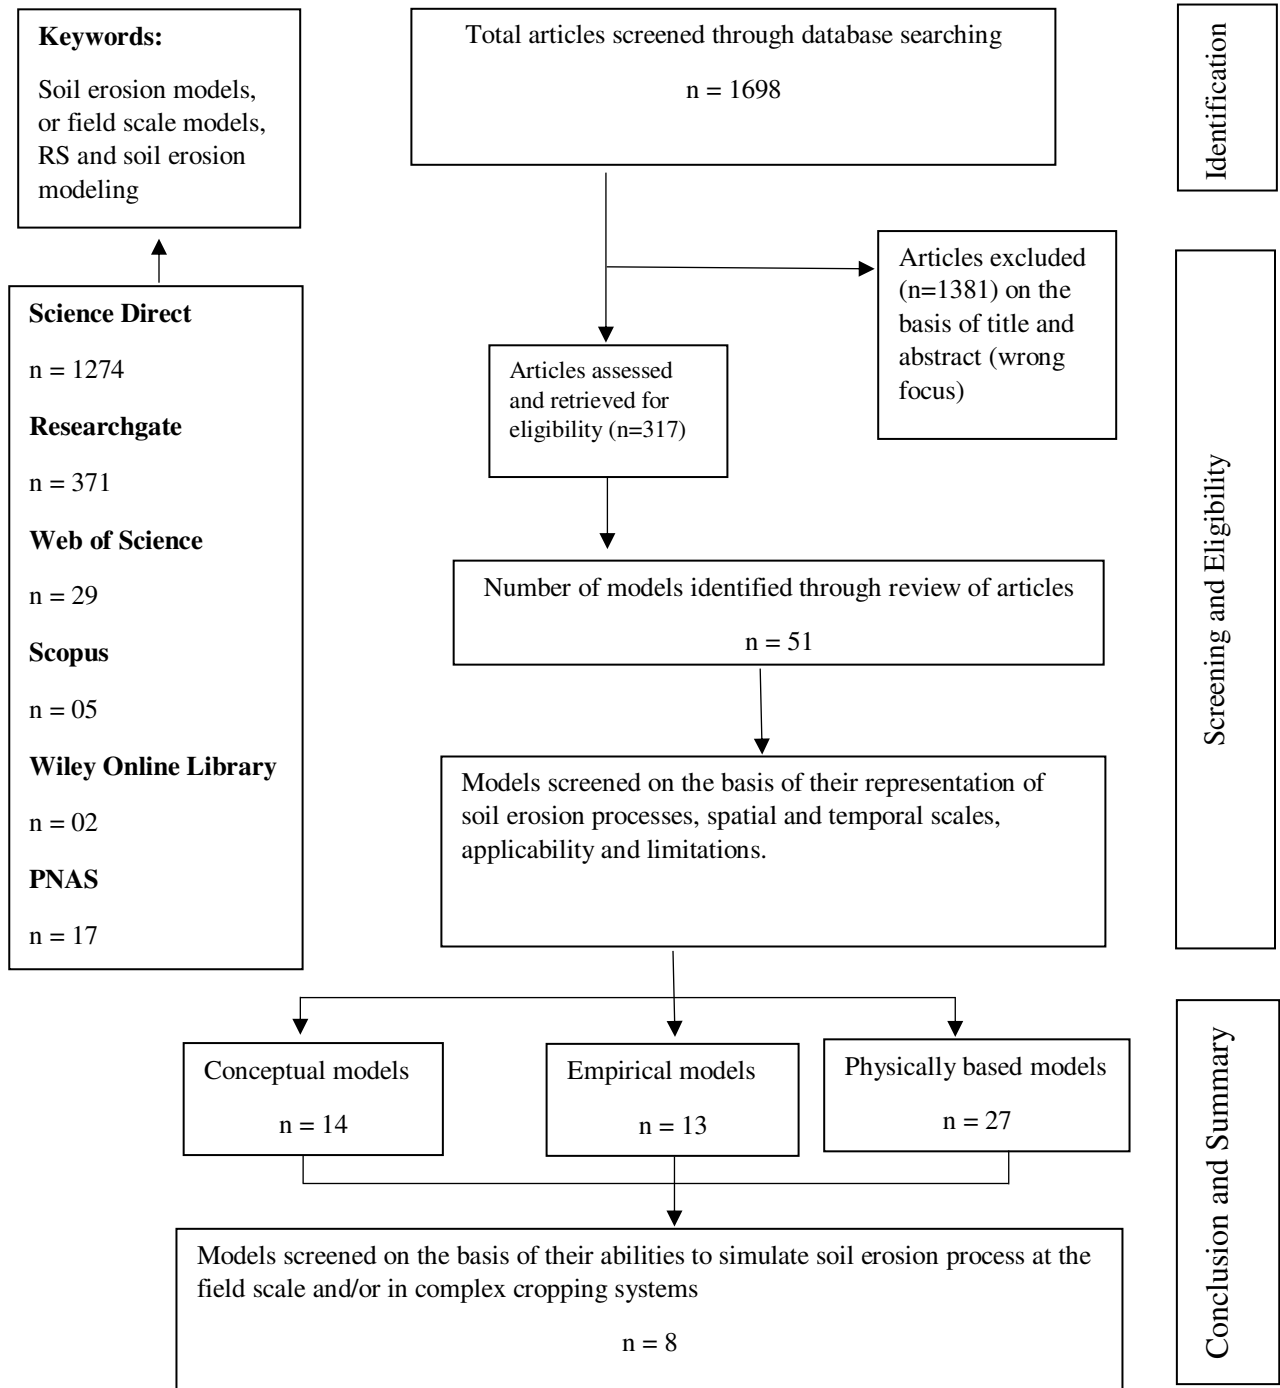 Keywords:
Soil erosion models,
or field scale models,
RS and soil erosion
modeling
Science Direct
n = 1274
Researchgate
n = 371
Web of Science
n = 29
Scopus
n = 05
Wiley Online Library
n = 02
PNAS
n = 17
Total articles screened through database searching
n = 1698
Articles excluded
(n=1381) on the
basis of title and
abstract (wrong
focus)
Articles assessed
and retrieved for
eligibility (n=317)
Number of models identified through review of articles
n = 51
Models screened on the basis of their representation of
soil erosion processes, spatial and temporal scales,
applicability and limitations.
Conceptual models
n = 14
Empirical models
n = 13
Physically based models
n = 27
Models screened on the basis of their abilities to simulate soil erosion process at the
field scale and/or in complex cropping systems
n = 8
Identification
Screening and Eligibility
Conclusion and Summary